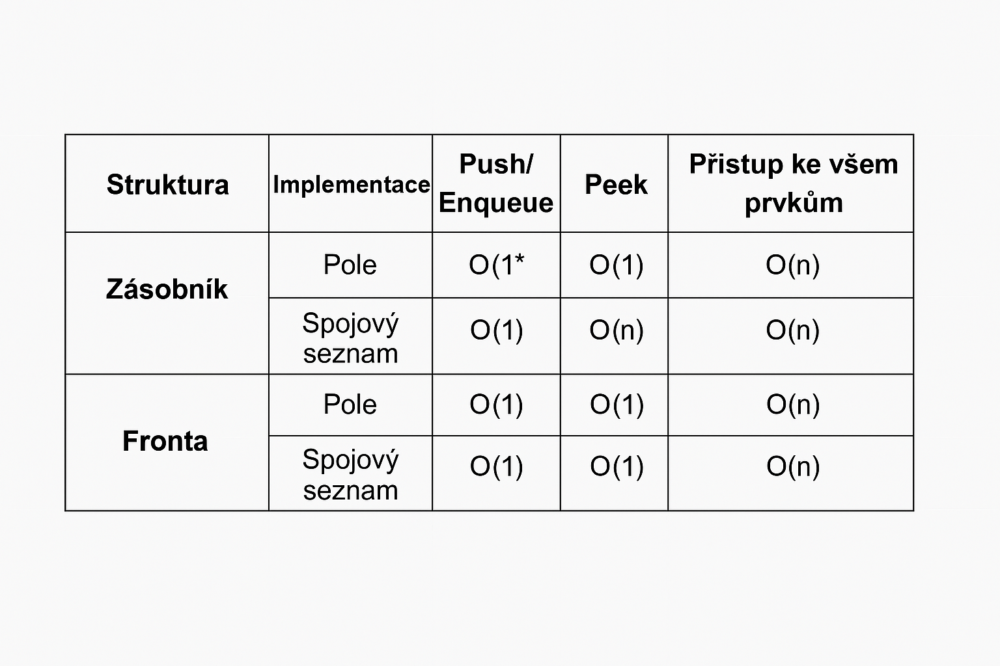 Struktura
Implementace
Push/
Enqueue
Peek
Přistup ke všem
prvkům
Zásobník
Pole
O(1*
O(1)
O(n)
Spojový
seznam
O(1)
O(n)
O(n)
Fronta
Pole
O(1)
O(1)
O(n)
Spojový
seznam
O(1)
O(1)
O(n)